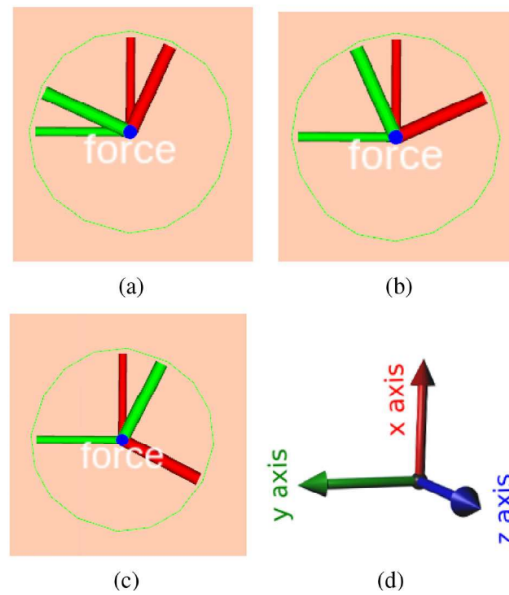 force
force
(a)
(b)
force
x axis
y axis
z axis
(c)
(d)